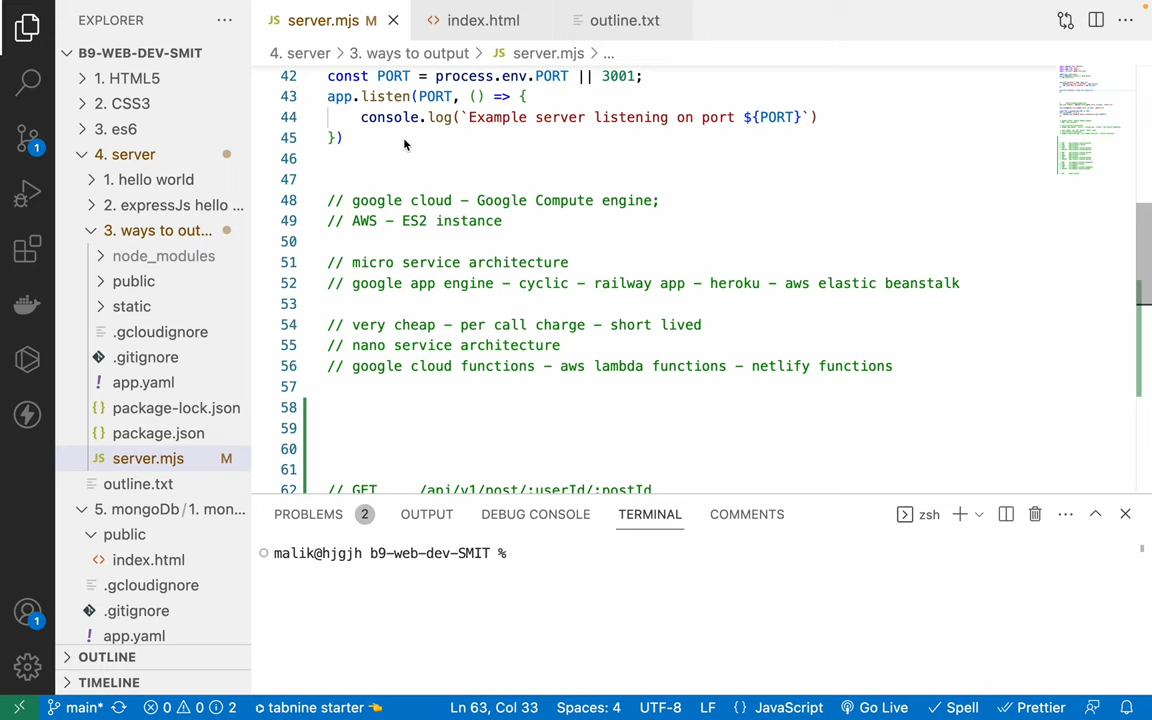 EXPLORER
B9-WEB-DEV-SMIT
1. HTML5
2. CSS3
3. es6
4. server
1. hello world
2. expressJs hello ...
3. ways to out...
node_modules
public
static
.gcloudignore
.gitignore
app.yaml
package-lock.json
package.json
JS server.mjs M
outline.txt
5. mongoDb / 1. mon...
public
<> index.html
.gcloudignore
.gitignore
app.yaml
OUTLINE
TIMELINE
JS server.mjs M
<> index.html
outline.txt
4. server > 3. ways to output > JS server.mjs > ...
42 const PORT = process.env.PORT || 3001;
43 app.listen(PORT, () => {
44 console.log(`Example server listening on port ${PORT}`)
45 })
46
47
48 // google cloud - Google Compute engine;
49 // AWS - ES2 instance
50
51 // micro service architecture
52 // google app engine - cyclic - railway app - heroku - aws elastic beanstalk
53
54 // very cheap - per call charge - short lived
55 // nano service architecture
56 // google cloud functions - aws lambda functions - netlify functions
57
58
59
60
61
62 // GET /api/v1/post/:userId/:postId
PROBLEMS 2 OUTPUT DEBUG CONSOLE TERMINAL COMMENTS zsh
malik@hjgjh b9-web-dev-SMIT %
1
1
main* 0 0 2 tabnine starter Ln 63, Col 33 Spaces: 4 UTF-8 LF {} JavaScript Go Live Spell Prettier